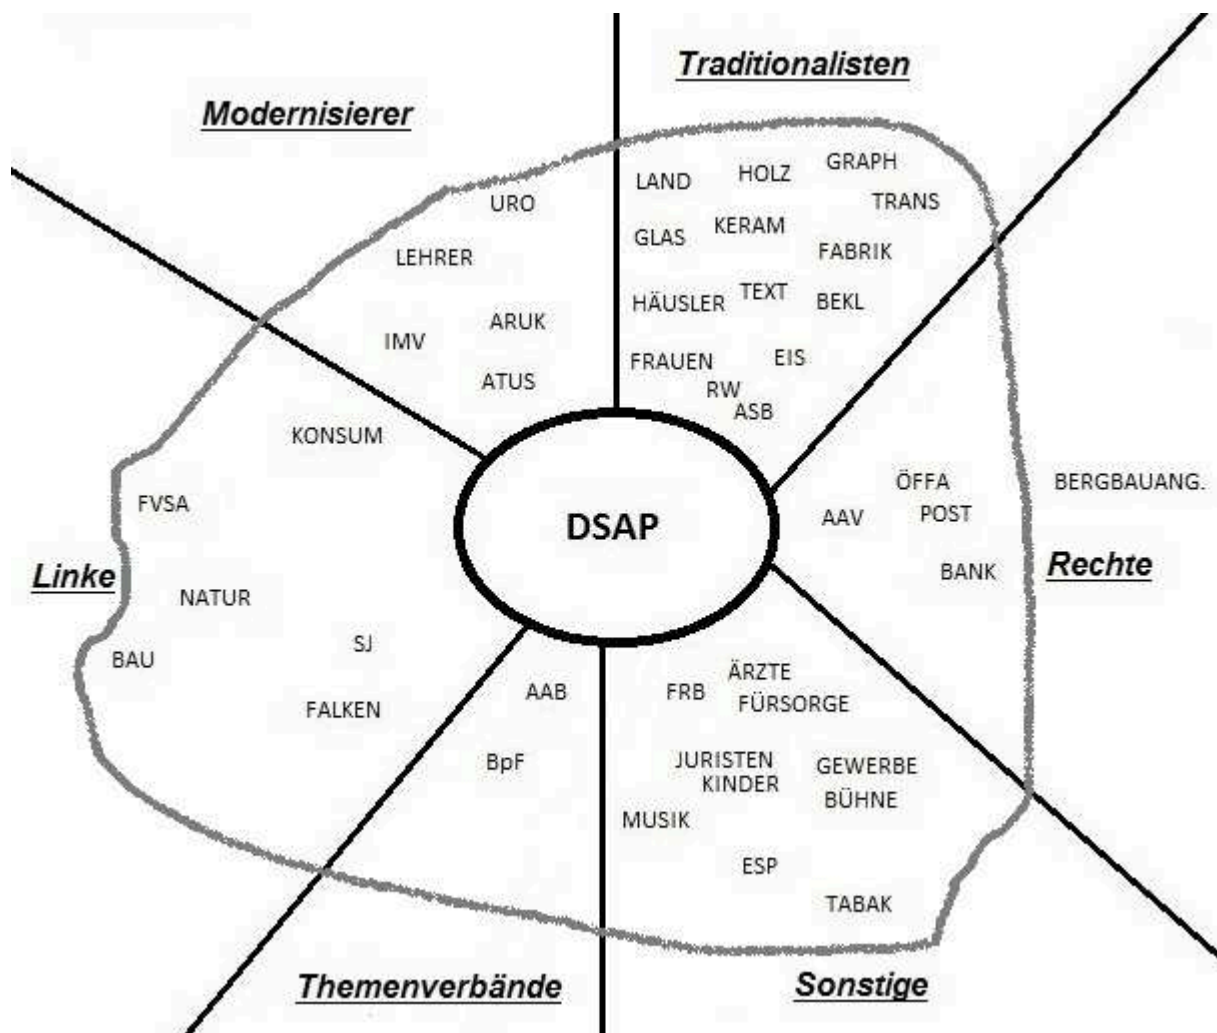 Traditionalisten
Modernisierer
GRAPH
HOLZ
LAND
TRANS
URO
KERAM
GLAS
FABRIK
LEHRER
TEXT
HÄUSLER
BEKL
ARUK
IMV
EIS
FRAUEN
ATUS
RW
ASB
KONSUM
ÖFFA
BERGBAUANG.
FVSA
POST
AAV
DSAP
Linke
BANK
Rechte
NATUR
SJ
BAU
ÄRZTE
AAB
FRB
FÜRSORGE
FALKEN
BpF
JURISTEN
GEWERBE
KINDER
BÜHNE
MUSIK
ESP
TABAK
Themenverbände
Sonstige